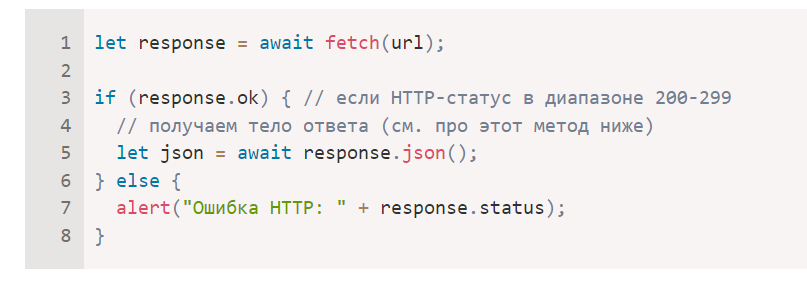 1 let response = await fetch(url);
2
3 if (response.ok) { // если HTTP-статус в диапазоне 200-299
4   // получаем тело ответа (см. про этот метод ниже)
5   let json = await response.json();
6 } else {
7   alert("Ошибка HTTP: " + response.status);
8 }